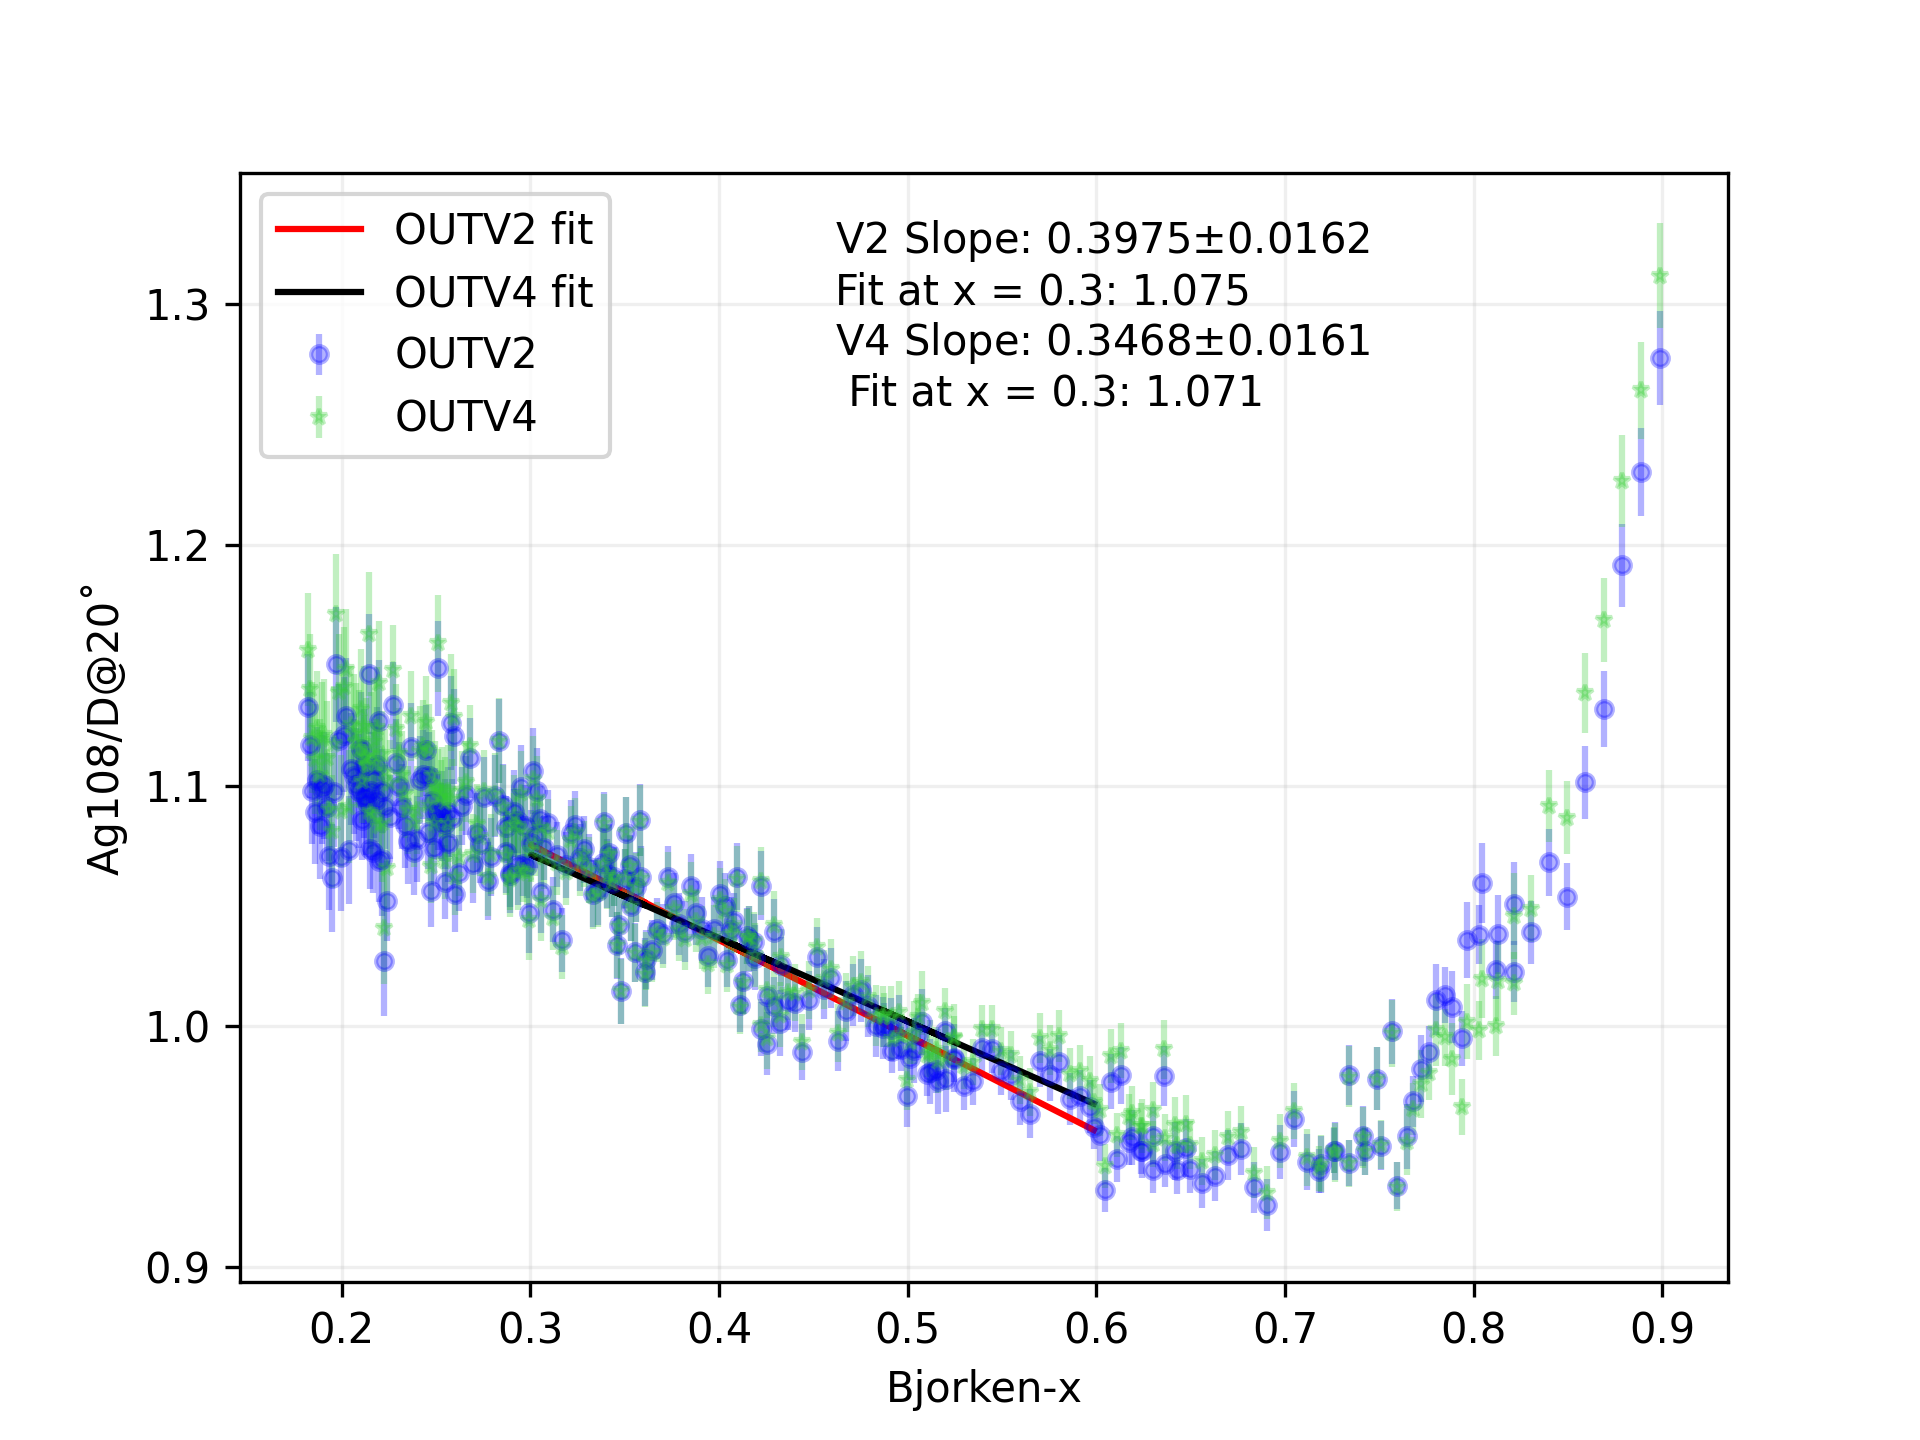 OUTV2 fit
OUTV4 fit
OUTV2
OUTV4
V2 Slope: 0.3975±0.0162
Fit at x = 0.3: 1.075
V4 Slope: 0.3468±0.0161
Fit at x = 0.3: 1.071
1.3
1.2
1.1
1.0
0.9
Ag108/D@20˚
0.2 0.3 0.4 0.5 0.6 0.7 0.8 0.9
Bjorken-x